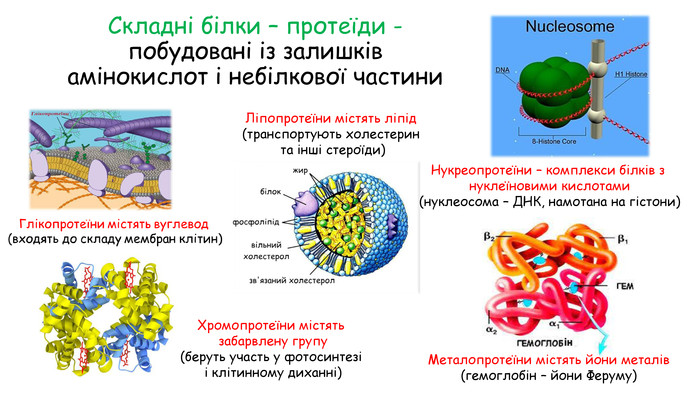 Складні білки – протеїди -
побудовані із залишків
амінокислот і небілкової частини
Nucleosome
DNA
H1 Histone
8-Histone Core
Глікопротеїни
Ліпопротеїни містять ліпід
(транспортують холестерин
та інші стероїди)
жир
білок
фосфоліпід
вільний
холестерол
зв'язаний холестерол
Нукреопротеїни – комплекси білків з
нуклеїновими кислотами
(нуклеосома – ДНК, намотана на гістони)
Глікопротеїни містять вуглевод
(входять до складу мембран клітин)
β2
β1
ГЕМ
α2
α1
ГЕМОГЛОБІН
Хромопротеїни містять
забарвлену групу
(беруть участь у фотосинтезі
і клітинному диханні)
Металопротеїни містять йони металів
(гемоглобін – йони Феруму)